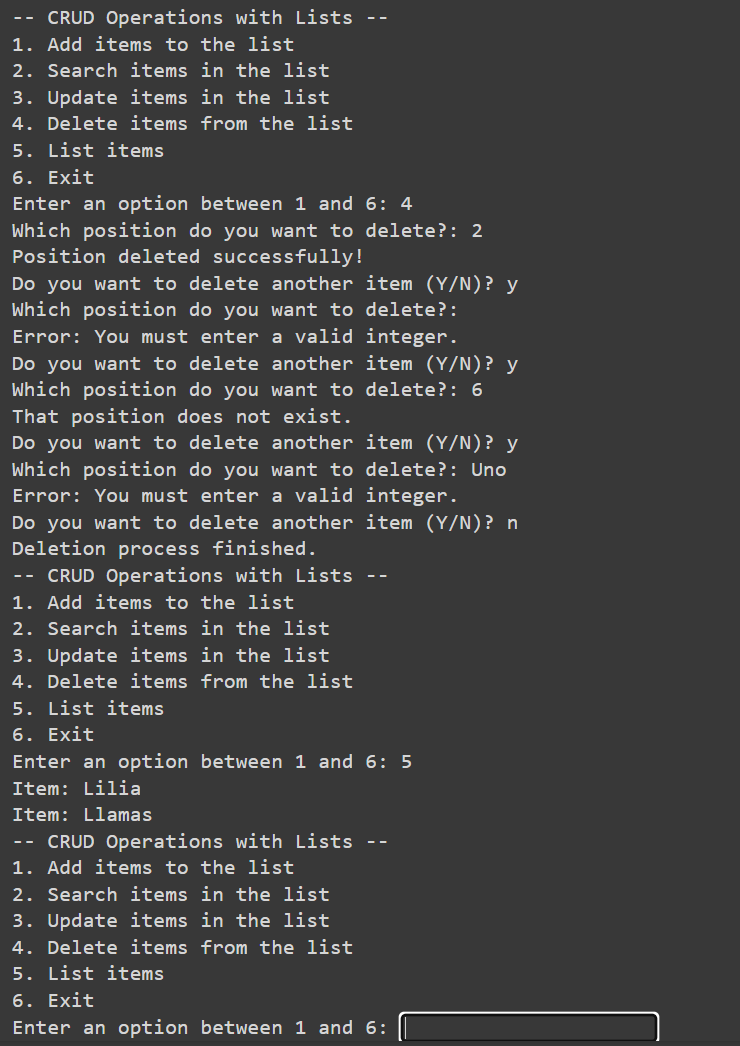 -- CRUD Operations with Lists --
1. Add items to the list
2. Search items in the list
3. Update items in the list
4. Delete items from the list
5. List items
6. Exit
Enter an option between 1 and 6: 4
Which position do you want to delete?: 2
Position deleted successfully!
Do you want to delete another item (Y/N)? y
Which position do you want to delete?:
Error: You must enter a valid integer.
Do you want to delete another item (Y/N)? y
Which position do you want to delete?: 6
That position does not exist.
Do you want to delete another item (Y/N)? y
Which position do you want to delete?: Uno
Error: You must enter a valid integer.
Do you want to delete another item (Y/N)? n
Deletion process finished.
-- CRUD Operations with Lists --
1. Add items to the list
2. Search items in the list
3. Update items in the list
4. Delete items from the list
5. List items
6. Exit
Enter an option between 1 and 6: 5
Item: Lilia
Item: Llamas
-- CRUD Operations with Lists --
1. Add items to the list
2. Search items in the list
3. Update items in the list
4. Delete items from the list
5. List items
6. Exit
Enter an option between 1 and 6: